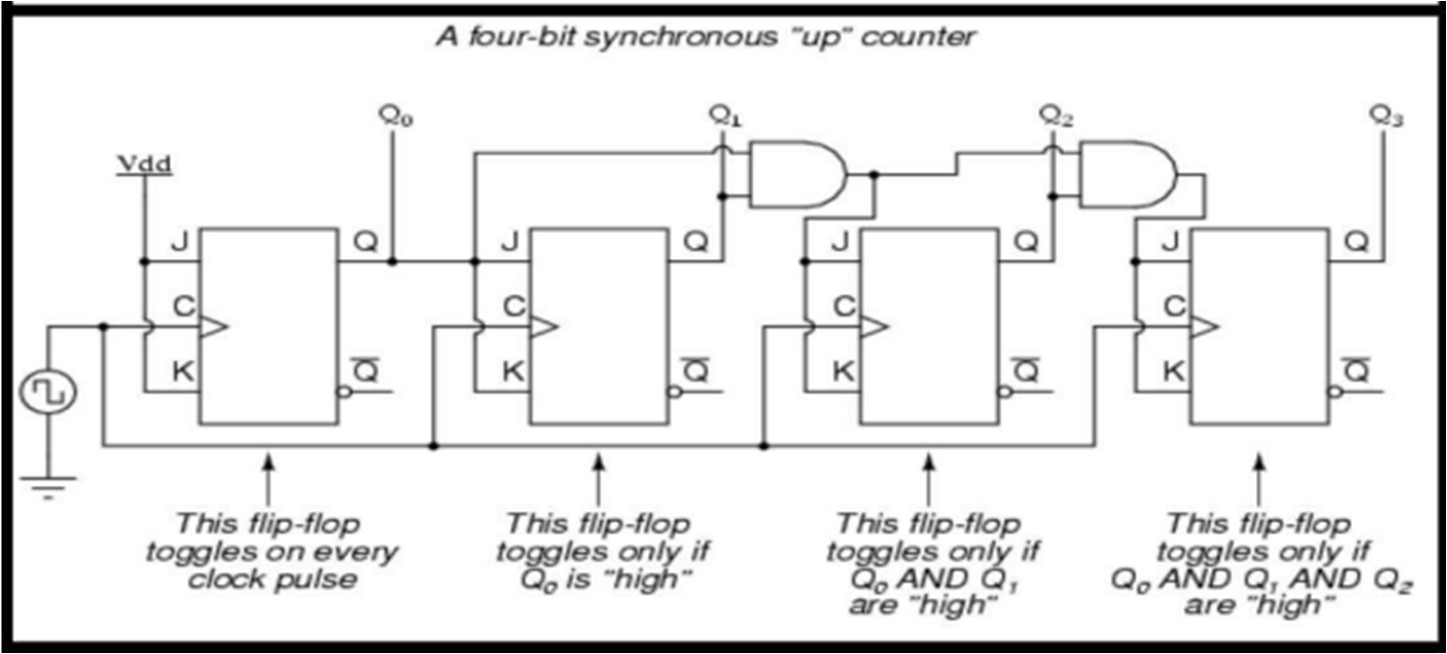 A four-bit synchronous "up" counter
Q0 Q1 Q2 Q3
Vdd
J Q J Q J Q J Q
C C C C
K Q̅ K Q̅ K Q̅ K Q̅
This flip-flop
toggles on every
clock pulse
This flip-flop
toggles only if
Q0 is "high"
This flip-flop
toggles only if
Q0 AND Q1
are "high"
This flip-flop
toggles only if
Q0 AND Q1 AND Q2
are "high"